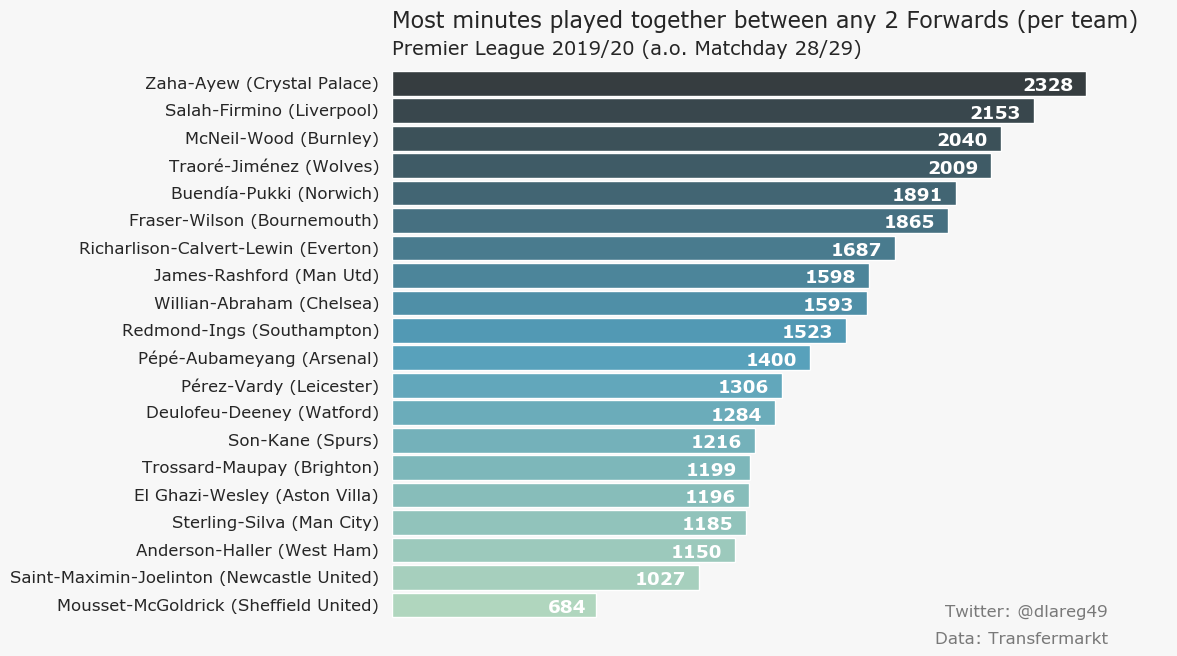 Most minutes played together between any 2 Forwards (per team)
Premier League 2019/20 (a.o. Matchday 28/29)
Zaha-Ayew (Crystal Palace) 2328
Salah-Firmino (Liverpool) 2153
McNeil-Wood (Burnley) 2040
Traoré-Jiménez (Wolves) 2009
Buendía-Pukki (Norwich) 1891
Fraser-Wilson (Bournemouth) 1865
Richarlison-Calvert-Lewin (Everton) 1687
James-Rashford (Man Utd) 1598
Willian-Abraham (Chelsea) 1593
Redmond-Ings (Southampton) 1523
Pépé-Aubameyang (Arsenal) 1400
Pérez-Vardy (Leicester) 1306
Deulofeu-Deeney (Watford) 1284
Son-Kane (Spurs) 1216
Trossard-Maupay (Brighton) 1199
El Ghazi-Wesley (Aston Villa) 1196
Sterling-Silva (Man City) 1185
Anderson-Haller (West Ham) 1150
Saint-Maximin-Joelinton (Newcastle United) 1027
Mousset-McGoldrick (Sheffield United) 684
Twitter: @dlareg49
Data: Transfermarkt